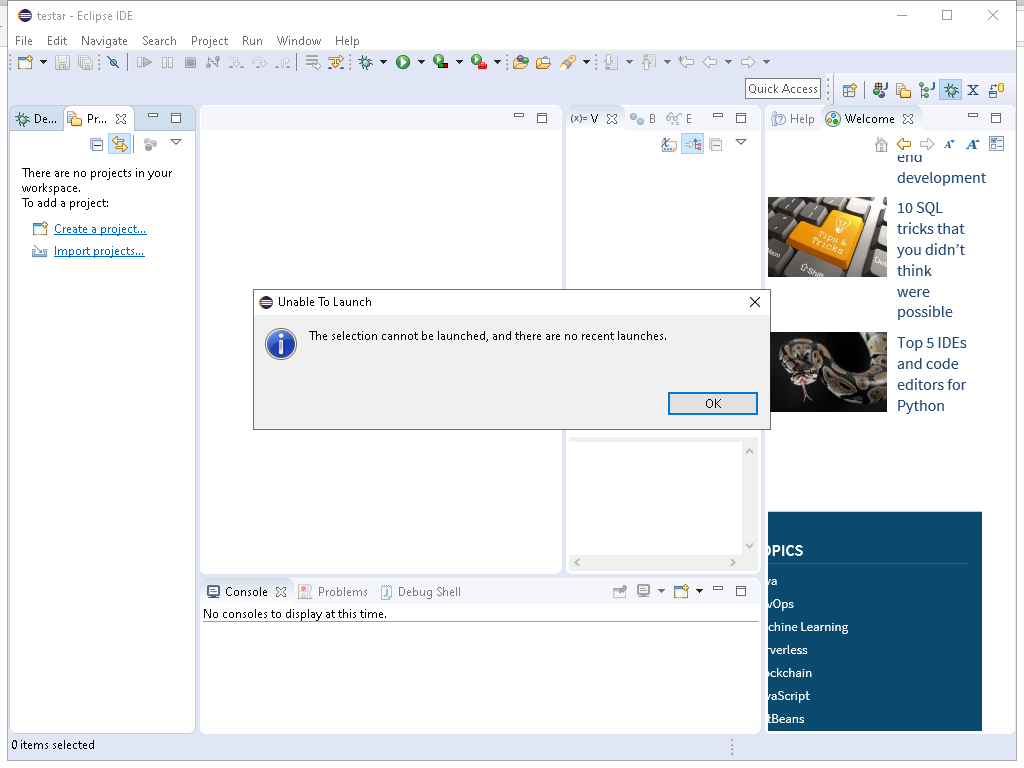 testar - Eclipse IDE
File Edit Navigate Search Project Run Window Help
Quick Access
De... Pr...
(x)= V B E
Help Welcome
There are no projects in your
workspace.
To add a project:
Create a project...
Import projects...
end
development
Tips &
Tricks
Shift
10 SQL
tricks that
you didn't
think
were
possible
Top 5 IDEs
and code
editors for
Python
Unable To Launch
The selection cannot be launched, and there are no recent launches.
OK
Console Problems Debug Shell
No consoles to display at this time.
OPICS
va
vOps
chine Learning
rverless
ockchain
vaScript
tBeans
0 items selected